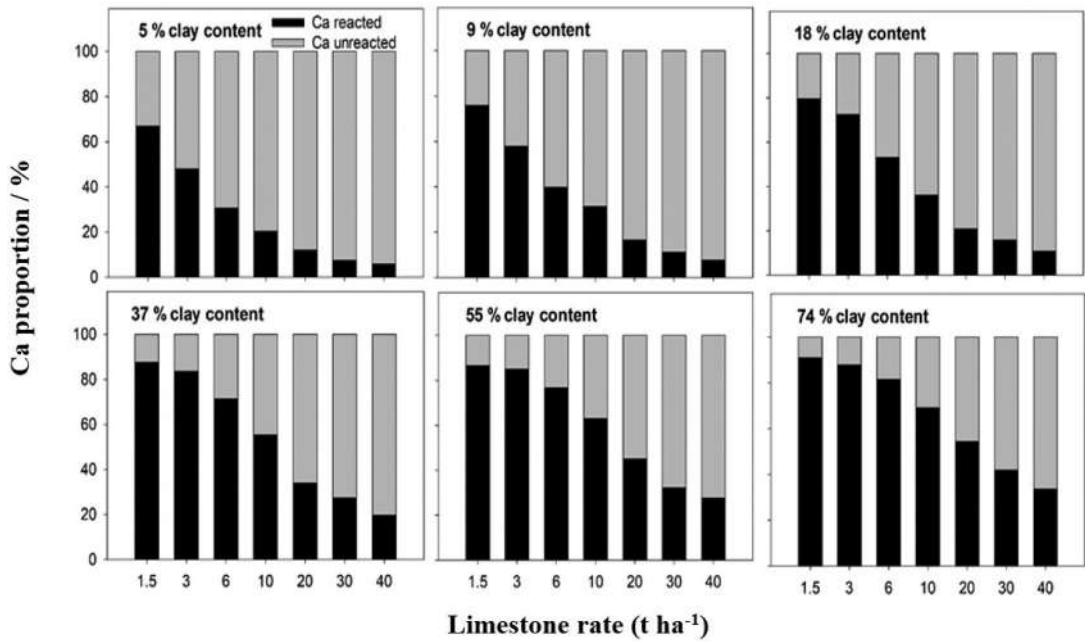 5 % clay content
Ca reacted
Ca unreacted
9 % clay content
18 % clay content
100
80
60
40
20
0
37 % clay content
55 % clay content
74 % clay content
100
80
60
40
20
0
1.5 3 6 10 20 30 40
1.5 3 6 10 20 30 40
1.5 3 6 10 20 30 40
Ca proportion / %
Limestone rate (t ha⁻¹)